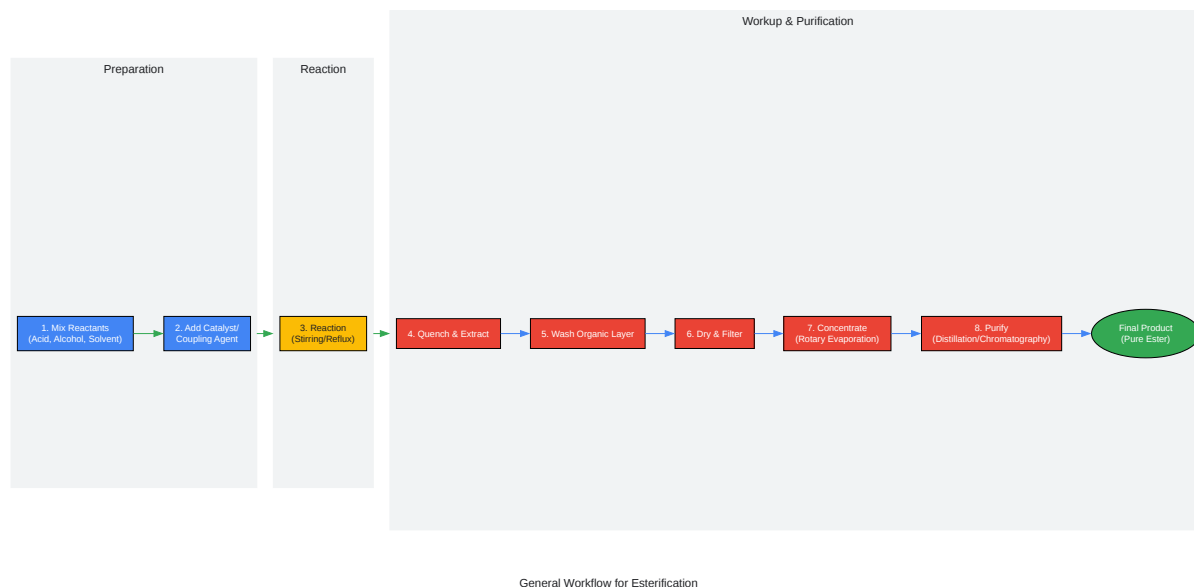 Workup & Purification
Preparation
Reaction
1. Mix Reactants
(Acid, Alcohol, Solvent)
2. Add Catalyst/
Coupling Agent
3. Reaction
(Stirring/Reflux)
4. Quench & Extract
5. Wash Organic Layer
6. Dry & Filter
7. Concentrate
(Rotary Evaporation)
8. Purify
(Distillation/Chromatography)
Final Product
(Pure Ester)
General Workflow for Esterification